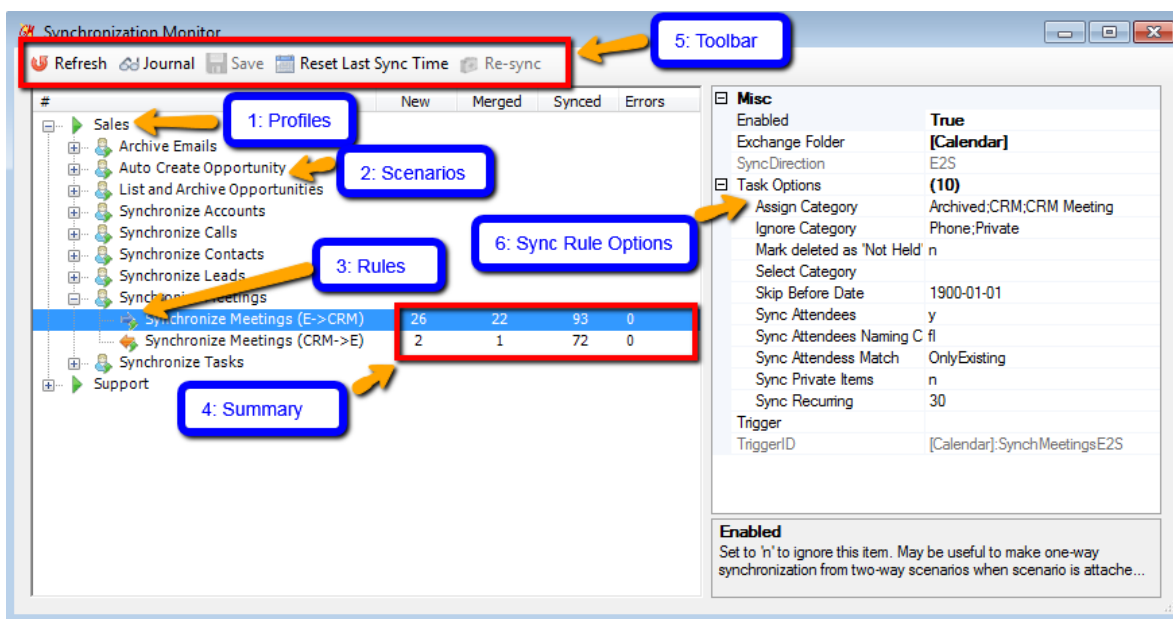 Synchronization Monitor
5: Toolbar
Refresh Journal Save Reset Last Sync Time Re-sync
# New Merged Synced Errors
Sales
1: Profiles
Archive Emails
Auto Create Opportunity
2: Scenarios
List and Archive Opportunities
Synchronize Accounts
Synchronize Calls
Synchronize Contacts
3: Rules
Synchronize Leads
Synchronize Meetings
Synchronize Meetings (E->CRM) 26 22 93 0
Synchronize Meetings (CRM->E) 2 1 72 0
Synchronize Tasks
Support
4: Summary
6: Sync Rule Options
Misc
Enabled True
Exchange Folder [Calendar]
SyncDirection E2S
Task Options (10)
Assign Category Archived;CRM;CRM Meeting
Ignore Category Phone;Private
Mark deleted as 'Not Held' n
Select Category
Skip Before Date 1900-01-01
Sync Attendees y
Sync Attendees Naming C fl
Sync Attendess Match OnlyExisting
Sync Private Items n
Sync Recurring 30
Trigger
TriggerID [Calendar]:SynchMeetingsE2S
Enabled
Set to 'n' to ignore this item. May be useful to make one-way
synchronization from two-way scenarios when scenario is attache...